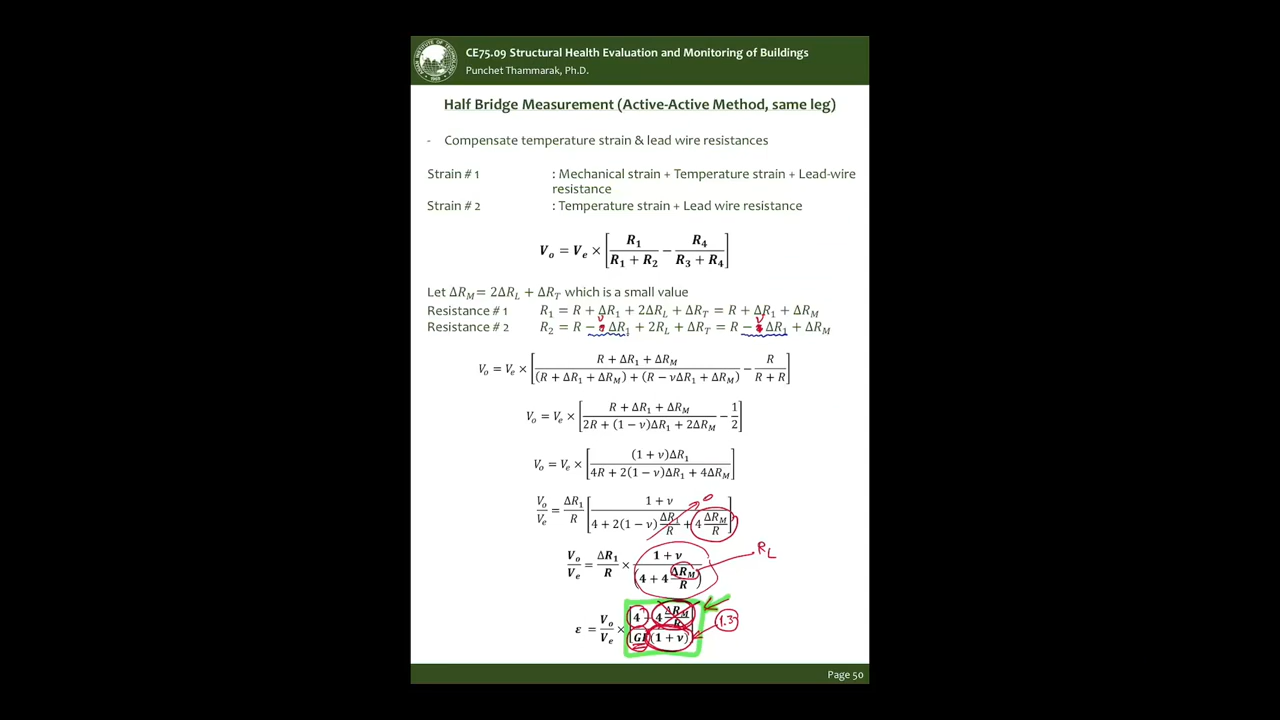 CE75.09 Structural Health Evaluation and Monitoring of Buildings
Punchet Thammarak, Ph.D.
Half Bridge Measurement (Active-Active Method, same leg)
- Compensate temperature strain & lead wire resistances
Strain # 1 : Mechanical strain + Temperature strain + Lead-wire
resistance
Strain # 2 : Temperature strain + Lead wire resistance
V_o = V_e × [R_1/(R_1 + R_2) − R_4/(R_3 + R_4)]
Let ΔR_M = 2ΔR_L + ΔR_T which is a small value
Resistance # 1 R_1 = R + ΔR_1 + 2ΔR_L + ΔR_T = R + ΔR_1 + ΔR_M
Resistance # 2 R_2 = R − ν ΔR_1 + 2R_L + ΔR_T = R − ν ΔR_1 + ΔR_M
V_o = V_e × [(R + ΔR_1 + ΔR_M)/((R + ΔR_1 + ΔR_M) + (R − νΔR_1 + ΔR_M)) − R/(R + R)]
V_o = V_e × [(R + ΔR_1 + ΔR_M)/(2R + (1 − ν)ΔR_1 + 2ΔR_M) − 1/2]
V_o = V_e × [(1 + ν)ΔR_1/(4R + 2(1 − ν)ΔR_1 + 4ΔR_M)]
V_o/V_e = ΔR_1/R [(1 + ν)/(4 + 2(1 − ν) ΔR_1/R + 4 ΔR_M/R)] 0
V_o/V_e = ΔR_1/R × (1 + ν)/(4 + 4 ΔR_M/R) R_L
ε = V_o/V_e × [(4 − 4 ΔR_M/R)/(GF(1 + ν))] 1.3
Page 50